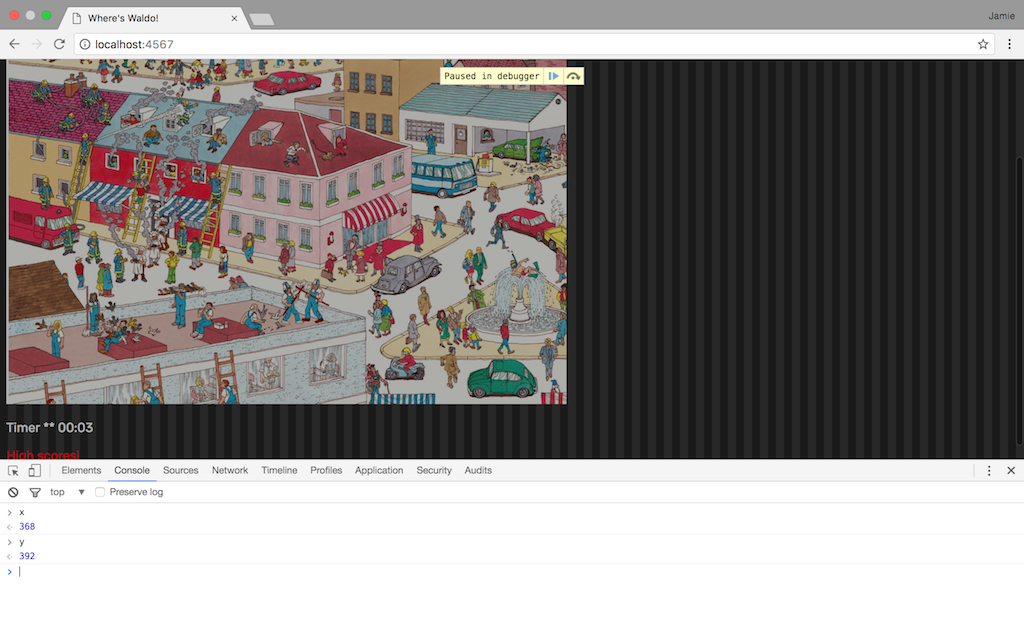 Where's Waldo!
Jamie
localhost:4567
Paused in debugger
Timer ** 00:03
High scores!
Elements Console Sources Network Timeline Profiles Application Security Audits
top Preserve log
x
368
y
392